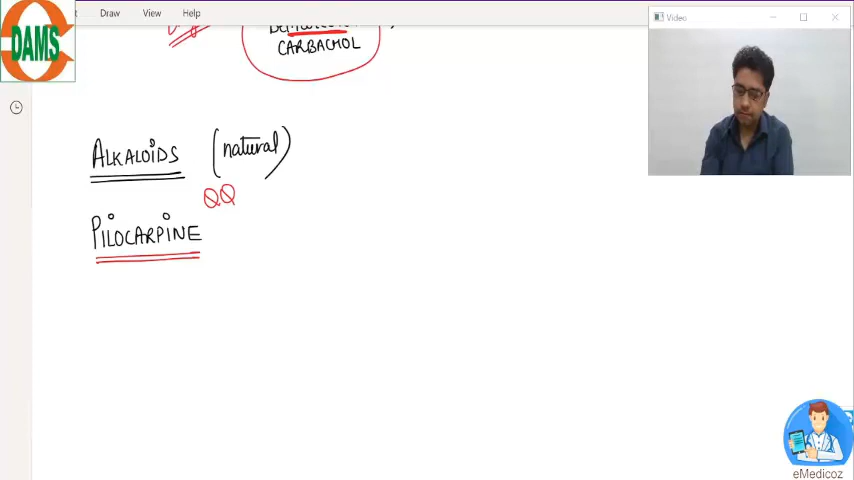 Draw View Help
Video
DAMS
CARBACHOL
ALKALOIDS (natural)
QQ
PILOCARPINE
eMedicoz